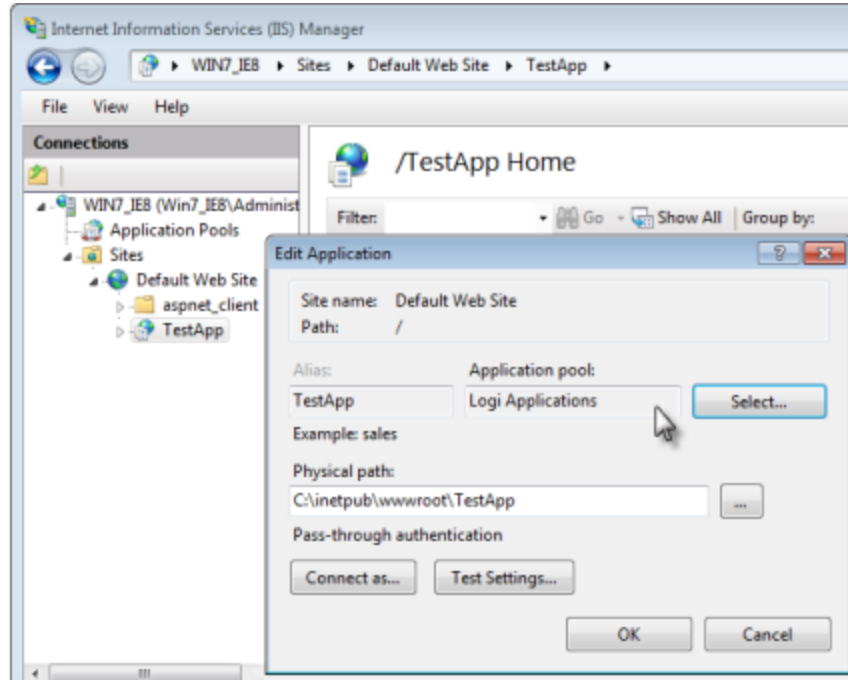 Internet Information Services (IIS) Manager
WIN7_IE8 Sites Default Web Site TestApp
File View Help
Connections
/TestApp Home
WIN7_IE8 (Win7_IE8\Administ
Filter: Go Show All Group by:
Application Pools
Sites
Default Web Site
aspnet_client
TestApp
Edit Application
Site name: Default Web Site
Path: /
Alias: Application pool:
TestApp Logi Applications Select...
Example: sales
Physical path:
C:\inetpub\wwwroot\TestApp ...
Pass-through authentication
Connect as... Test Settings...
OK Cancel